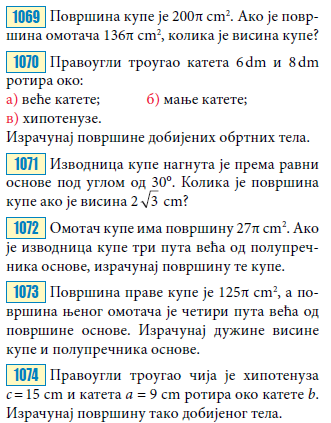 1069 Површина купе је 200π cm². Ако је повр-
шина омотача 136π cm², колика је висина купе?
1070 Правоугли троугао катета 6 dm и 8 dm
ротира око:
а) веће катете; б) мање катете;
в) хипотенузе.
Израчунај површине добијених обртних тела.
1071 Изводница купе нагнута је према равни
основе под углом од 30°. Колика је површина
купе ако је висина 2√3 cm?
1072 Омотач купе има површину 27π cm². Ако
је изводница купе три пута већа од полупреч-
ника основе, израчунај површину те купе.
1073 Површина праве купе је 125π cm², а по-
вршина њеног омотача је четири пута већа од
површине основе. Израчунај дужине висине
купе и полупречника основе.
1074 Правоугли троугао чија је хипотенуза
c = 15 cm и катета a = 9 cm ротира око катете b.
Израчунај површину тако добијеног тела.